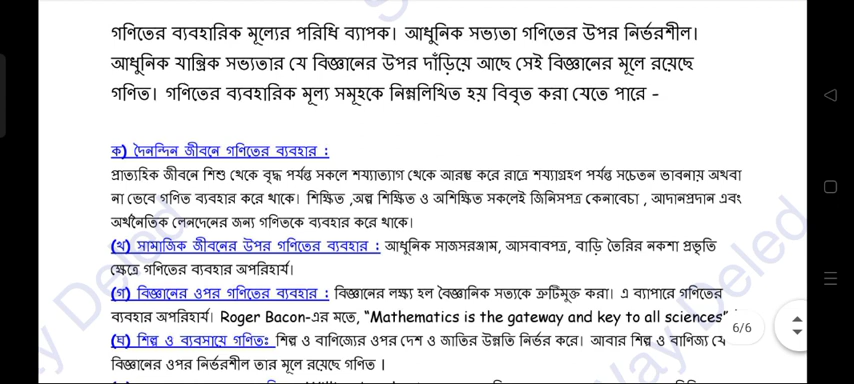 গণিতের ব্যবহারিক মূল্যের পরিধি ব্যাপক। আধুনিক সভ্যতা গণিতের উপর নির্ভরশীল।
আধুনিক যান্ত্রিক সভ্যতার যে বিজ্ঞানের উপর দাঁড়িয়ে আছে সেই বিজ্ঞানের মূলে রয়েছে
গণিত। গণিতের ব্যবহারিক মূল্য সমূহকে নিম্নলিখিত হয় বিবৃত করা যেতে পারে -
ক) দৈনন্দিন জীবনে গণিতের ব্যবহার :
প্রাত্যহিক জীবনে শিশু থেকে বৃদ্ধ পর্যন্ত সকলে শয্যাত্যাগ থেকে আরম্ভ করে রাত্রে শয্যাগ্রহণ পর্যন্ত সচেতন ভাবনায় অথবা
না ভেবে গণিত ব্যবহার করে থাকে। শিক্ষিত ,অল্প শিক্ষিত ও অশিক্ষিত সকলেই জিনিসপত্র কেনাবেচা , আদানপ্রদান এবং
অর্থনৈতিক লেনদেনের জন্য গণিতকে ব্যবহার করে থাকে।
(খ) সামাজিক জীবনের উপর গণিতের ব্যবহার : আধুনিক সাজসরঞ্জাম, আসবাবপত্র, বাড়ি তৈরির নকশা প্রভৃতি
ক্ষেত্রে গণিতের ব্যবহার অপরিহার্য।
(গ) বিজ্ঞানের ওপর গণিতের ব্যবহার : বিজ্ঞানের লক্ষ্য হল বৈজ্ঞানিক সত্যকে ত্রুটিমুক্ত করা। এ ব্যাপারে গণিতের
ব্যবহার অপরিহার্য। Roger Bacon-এর মতে, “Mathematics is the gateway and key to all sciences”
6/6
(ঘ) শিল্প ও ব্যবসায়ে গণিতঃ শিল্প ও বাণিজ্যের ওপর দেশ ও জাতির উন্নতি নির্ভর করে। আবার শিল্প ও বাণিজ্য যে
বিজ্ঞানের ওপর নির্ভরশীল তার মূলে রয়েছে গণিত ।
Way Deled